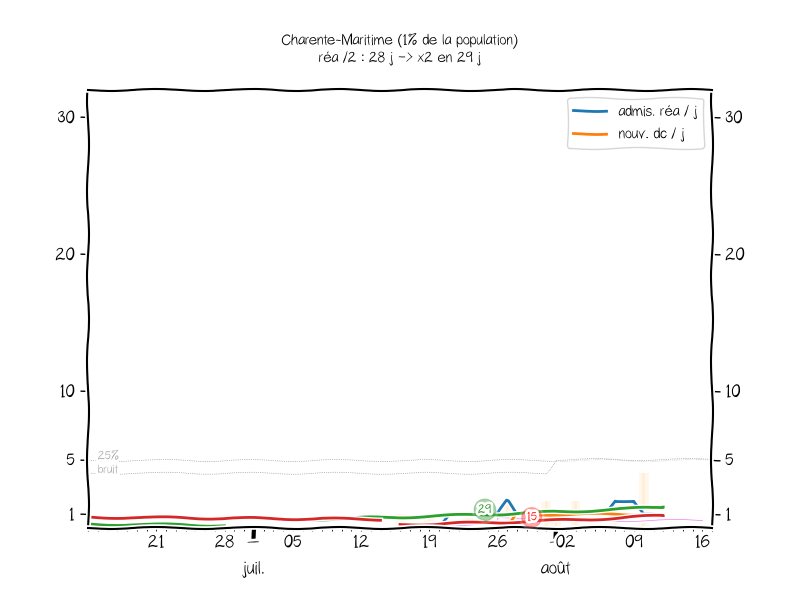 Charente-Maritime (1% de la population)
réa /2 : 28 j -> x2 en 29 j
admis. réa / j
nouv. dc / j
30
30
20
20
10
10
5
5
25%
bruit
1
1
29
15
21 28 05 12 19 26 02 09 16
juil. août